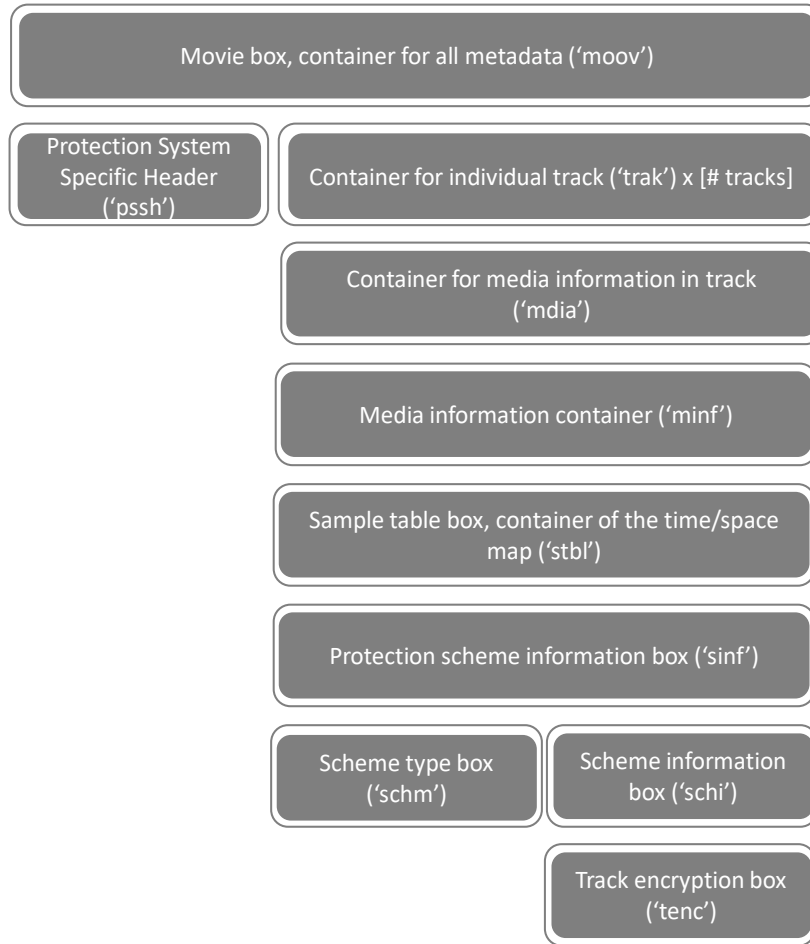 Movie box, container for all metadata (‘moov’)
Protection System
Specific Header
(‘pssh’)
Container for individual track (‘trak’) x [# tracks]
Container for media information in track
(‘mdia’)
Media information container (‘minf’)
Sample table box, container of the time/space
map (‘stbl’)
Protection scheme information box (‘sinf’)
Scheme type box
(‘schm’)
Scheme information
box (‘schi’)
Track encryption box
(‘tenc’)